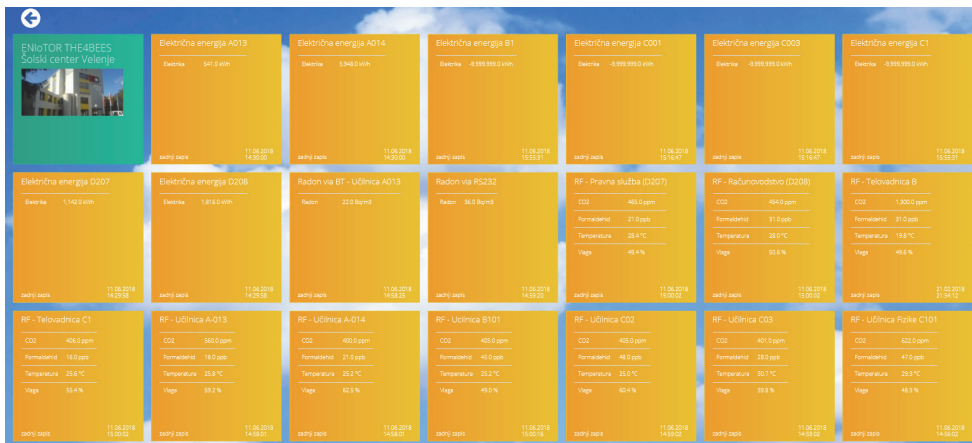 ENIoTOR THE4BEES
Šolski center Velenje
Električna energija A013
Elektrika 541.0 kWh
zadnji zapis 11.06.2018
14:30:00
Električna energija A014
Elektrika 5,948.0 kWh
zadnji zapis 11.06.2018
14:30:00
Električna energija B1
Elektrika -9,999,999.0 kWh
zadnji zapis 11.06.2018
15:55:31
Električna energija C001
Elektrika -9,999,999.0 kWh
zadnji zapis 11.06.2018
15:16:47
Električna energija C003
Elektrika -9,999,999.0 kWh
zadnji zapis 11.06.2018
15:16:47
Električna energija C1
Elektrika -9,999,999.0 kWh
zadnji zapis 11.06.2018
15:55:31
Električna energija D207
Elektrika 1,142.0 kWh
zadnji zapis 11.06.2018
14:29:58
Električna energija D208
Elektrika 1,816.0 kWh
zadnji zapis 11.06.2018
14:29:58
Radon via BT - Učilnica A013
Radon 22.0 Bq/m3
zadnji zapis 11.06.2018
14:58:25
Radon via RS232
Radon 36.0 Bq/m3
zadnji zapis 11.06.2018
14:59:20
RF - Pravna služba (D207)
CO2 465.0 ppm
Formaldehid 21.0 ppb
Temperatura 28.4 °C
Vlaga 49.4 %
zadnji zapis 11.06.2018
15:00:02
RF - Računovodstvo (D208)
CO2 454.0 ppm
Formaldehid 31.0 ppb
Temperatura 28.0 °C
Vlaga 50.6 %
zadnji zapis 11.06.2018
15:00:02
RF - Telovadnica B
CO2 1,300.0 ppm
Formaldehid 31.0 ppb
Temperatura 19.8 °C
Vlaga 49.6 %
zadnji zapis 21.02.2018
21:54:12
RF - Telovadnica C1
CO2 406.0 ppm
Formaldehid 18.0 ppb
Temperatura 25.6 °C
Vlaga 59.4 %
zadnji zapis 11.06.2018
15:00:02
RF - Učilnica A-013
CO2 560.0 ppm
Formaldehid 18.0 ppb
Temperatura 25.8 °C
Vlaga 59.2 %
zadnji zapis 11.06.2018
14:58:01
RF - Učilnica A-014
CO2 400.0 ppm
Formaldehid 21.0 ppb
Temperatura 25.2 °C
Vlaga 62.5 %
zadnji zapis 11.06.2018
14:58:01
RF - Ucilnica B101
CO2 405.0 ppm
Formaldehid 46.0 ppb
Temperatura 25.2 °C
Vlaga 49.0 %
zadnji zapis 11.06.2018
15:00:16
RF - Učilnica C02
CO2 405.0 ppm
Formaldehid 48.0 ppb
Temperatura 25.0 °C
Vlaga 60.4 %
zadnji zapis 11.06.2018
14:59:02
RF - Učilnica C03
CO2 401.0 ppm
Formaldehid 28.0 ppb
Temperatura 30.7 °C
Vlaga 39.8 %
zadnji zapis 11.06.2018
14:59:02
RF - Učilnica Fizike C101
CO2 622.0 ppm
Formaldehid 47.0 ppb
Temperatura 29.3 °C
Vlaga 46.3 %
zadnji zapis 11.06.2018
14:56:02